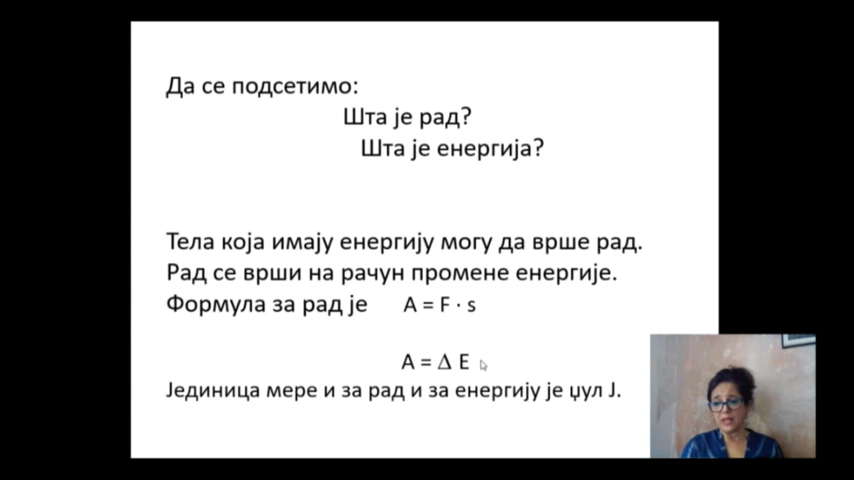 Да се подсетимо:
Шта је рад?
Шта је енергија?
Тела која имају енергију могу да врше рад.
Рад се врши на рачун промене енергије.
Формула за рад је A = F · s
A = Δ E
Јединица мере и за рад и за енергију је џул Ј.